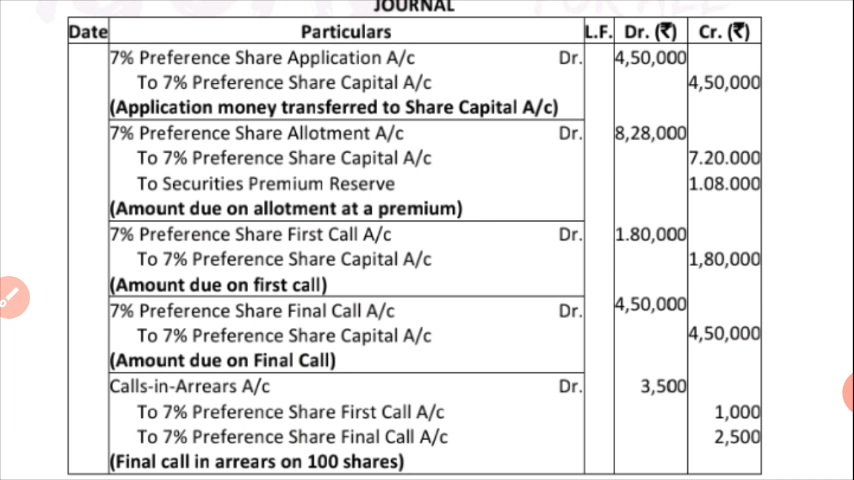 JOURNAL
Date Particulars L.F. Dr. (₹) Cr. (₹)
7% Preference Share Application A/c Dr. 4,50,000
To 7% Preference Share Capital A/c 4,50,000
(Application money transferred to Share Capital A/c)
7% Preference Share Allotment A/c Dr. 8,28,000
To 7% Preference Share Capital A/c 7.20.000
To Securities Premium Reserve 1.08.000
(Amount due on allotment at a premium)
7% Preference Share First Call A/c Dr. 1.80,000
To 7% Preference Share Capital A/c 1,80,000
(Amount due on first call)
7% Preference Share Final Call A/c Dr. 4,50,000
To 7% Preference Share Capital A/c 4,50,000
(Amount due on Final Call)
Calls-in-Arrears A/c Dr. 3,500
To 7% Preference Share First Call A/c 1,000
To 7% Preference Share Final Call A/c 2,500
(Final call in arrears on 100 shares)